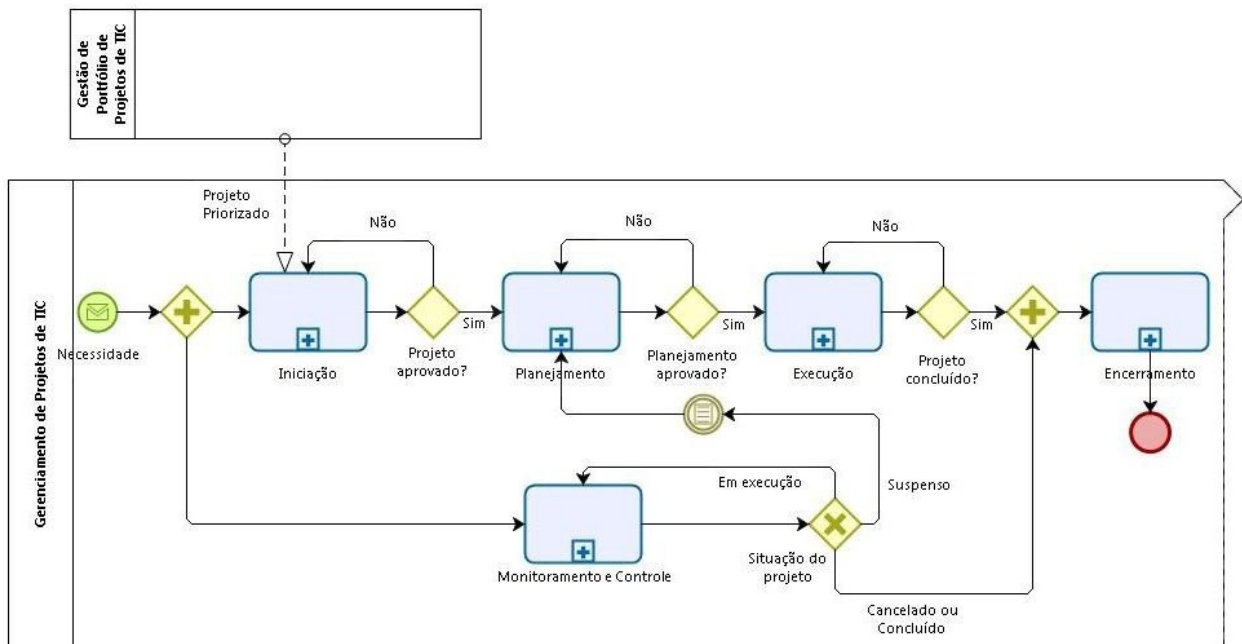 Gestão de
Portfólio de
Projetos de TIC
Projeto
Priorizado
Gerenciamento de Projetos de TIC
Necessidade
Não
Iniciação
Projeto
aprovado?
Sim
Não
Planejamento
Planejamento
aprovado?
Sim
Não
Execução
Projeto
concluído?
Sim
Encerramento
Em execução
Suspenso
Monitoramento e Controle
Situação do
projeto
Cancelado ou
Concluído